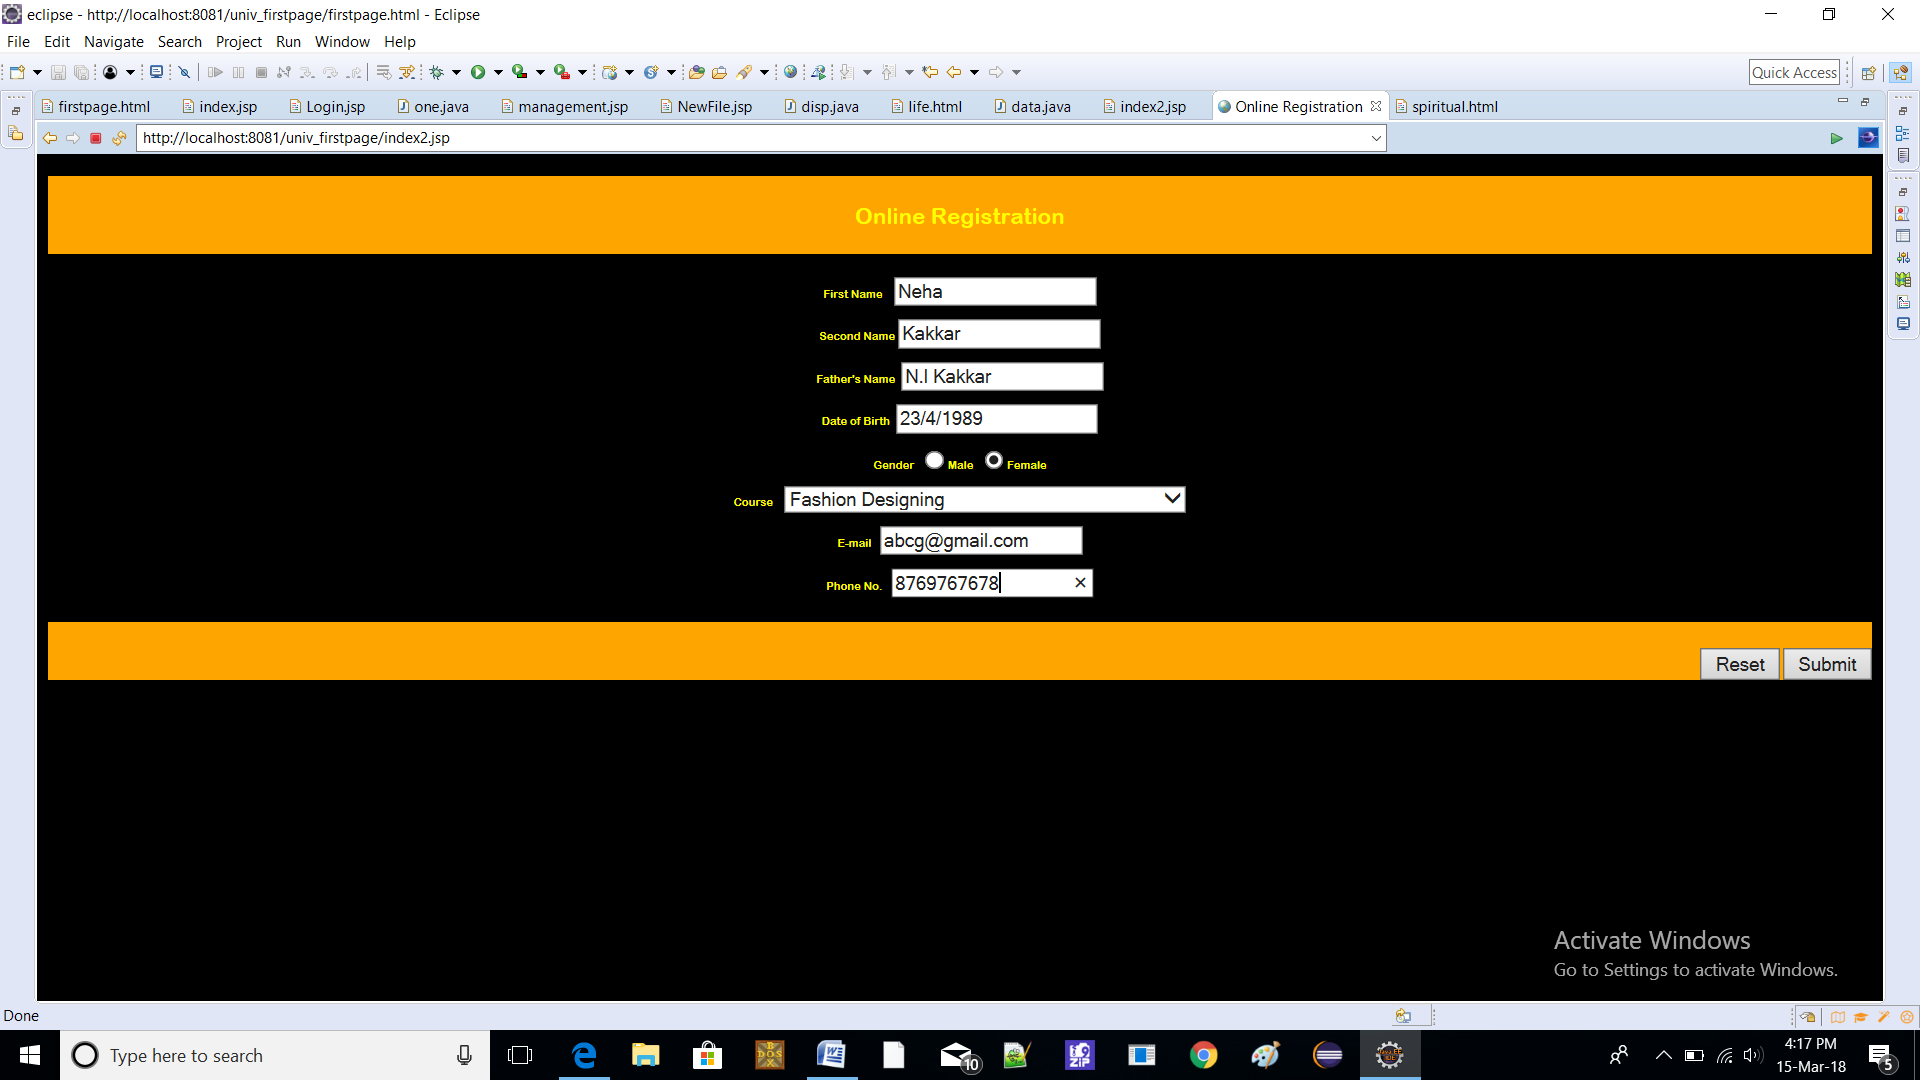 eclipse - http://localhost:8081/univ_firstpage/firstpage.html - Eclipse
File Edit Navigate Search Project Run Window Help
Quick Access
firstpage.html index.jsp Login.jsp one.java management.jsp NewFile.jsp disp.java life.html data.java index2.jsp Online Registration spiritual.html
http://localhost:8081/univ_firstpage/index2.jsp
Online Registration
First Name Neha
Second Name Kakkar
Father's Name N.l Kakkar
Date of Birth 23/4/1989
Gender Male Female
Course Fashion Designing
E-mail abcg@gmail.com
Phone No. 8769767678
Reset Submit
Activate Windows
Go to Settings to activate Windows.
Done
Type here to search
10
4:17 PM
15-Mar-18
5